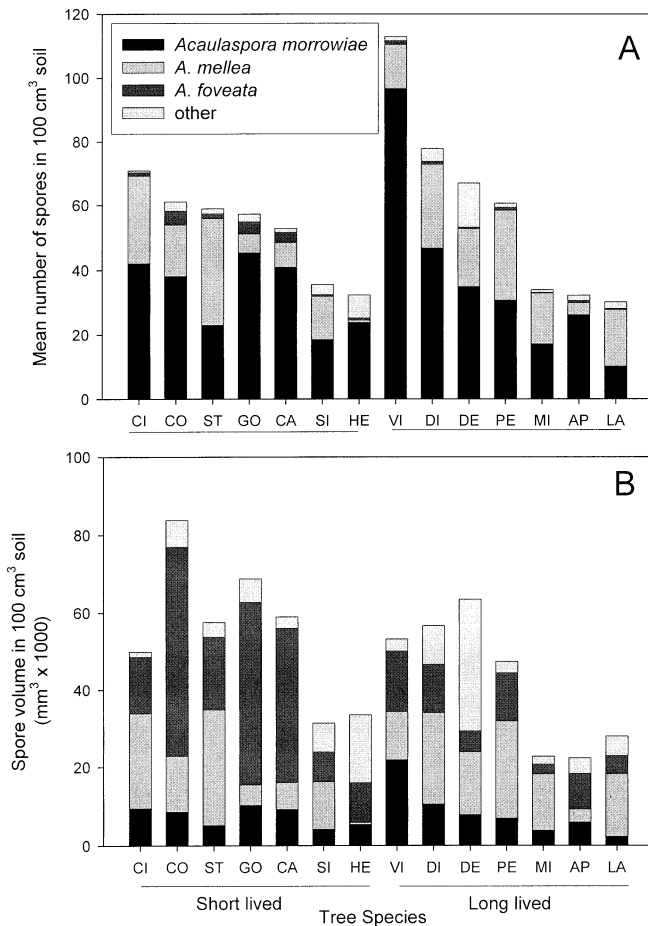 120
100
80
60
40
20
0
Mean number of spores in 100 cm³ soil
Acaulaspora morrowiae
A. mellea
A. foveata
other
A
CI CO ST GO CA SI HE VI DI DE PE MI AP LA
100
80
60
40
20
0
Spore volume in 100 cm³ soil
(mm³ x 1000)
B
CI CO ST GO CA SI HE VI DI DE PE MI AP LA
Short lived Long lived
Tree Species